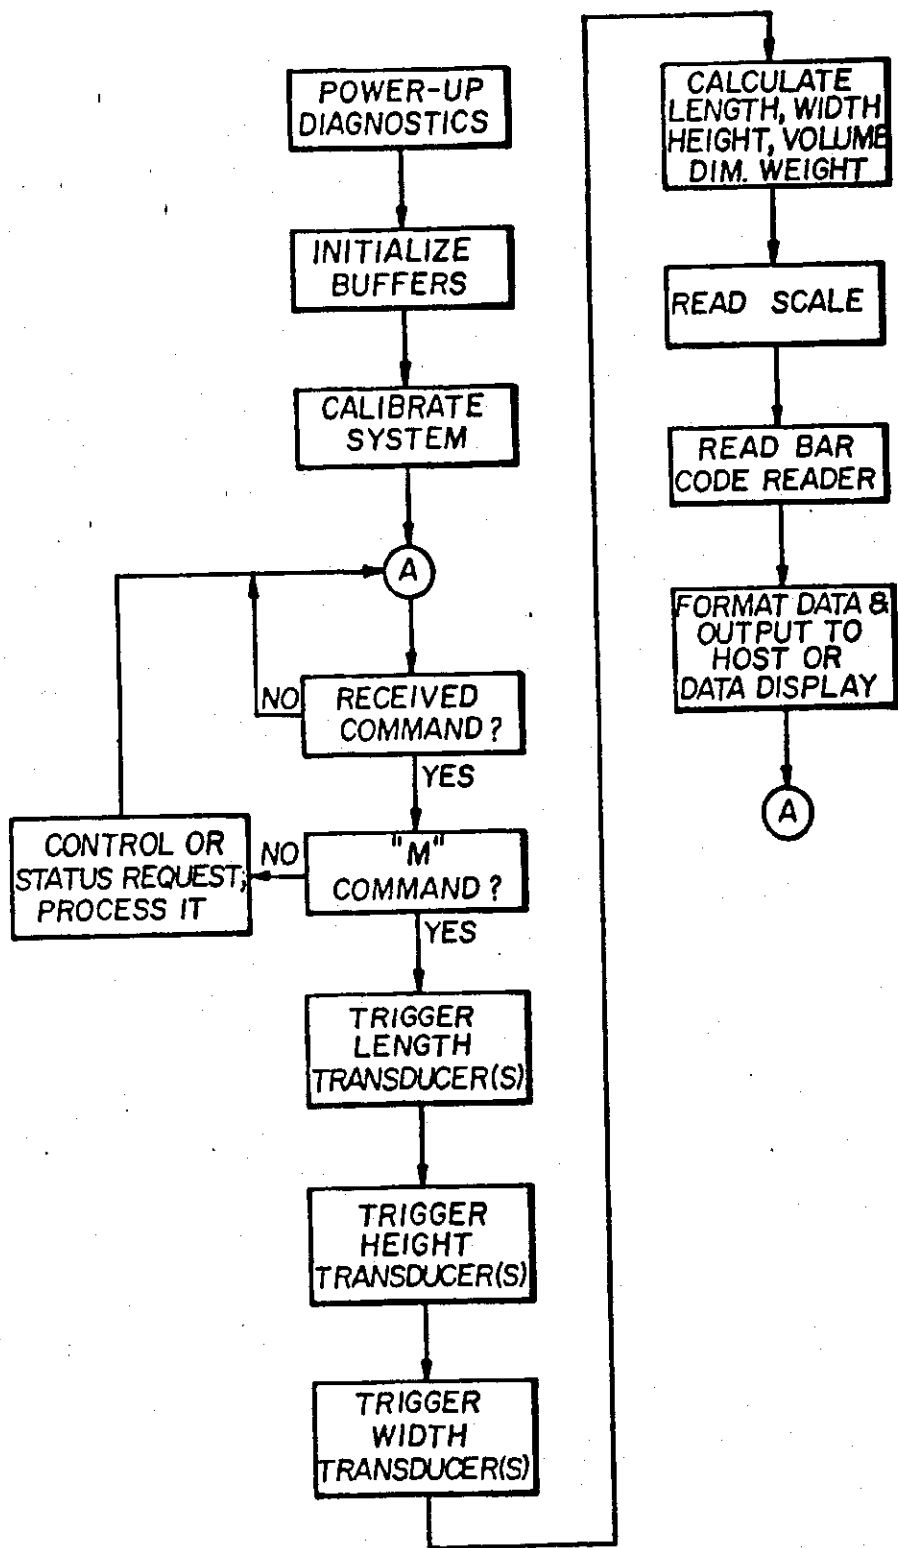 POWER-UP
DIAGNOSTICS
INITIALIZE
BUFFERS
CALIBRATE
SYSTEM
A
NO
RECEIVED
COMMAND?
YES
CONTROL OR
STATUS REQUEST;
PROCESS IT
NO
"M"
COMMAND?
YES
TRIGGER
LENGTH
TRANSDUCER(S)
TRIGGER
HEIGHT
TRANSDUCER(S)
TRIGGER
WIDTH
TRANSDUCER(S)
CALCULATE
LENGTH, WIDTH
HEIGHT, VOLUME
DIM. WEIGHT
READ SCALE
READ BAR
CODE READER
FORMAT DATA &
OUTPUT TO
HOST OR
DATA DISPLAY
A